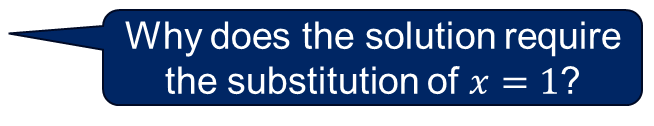 Why does the solution require
the substitution of x = 1?